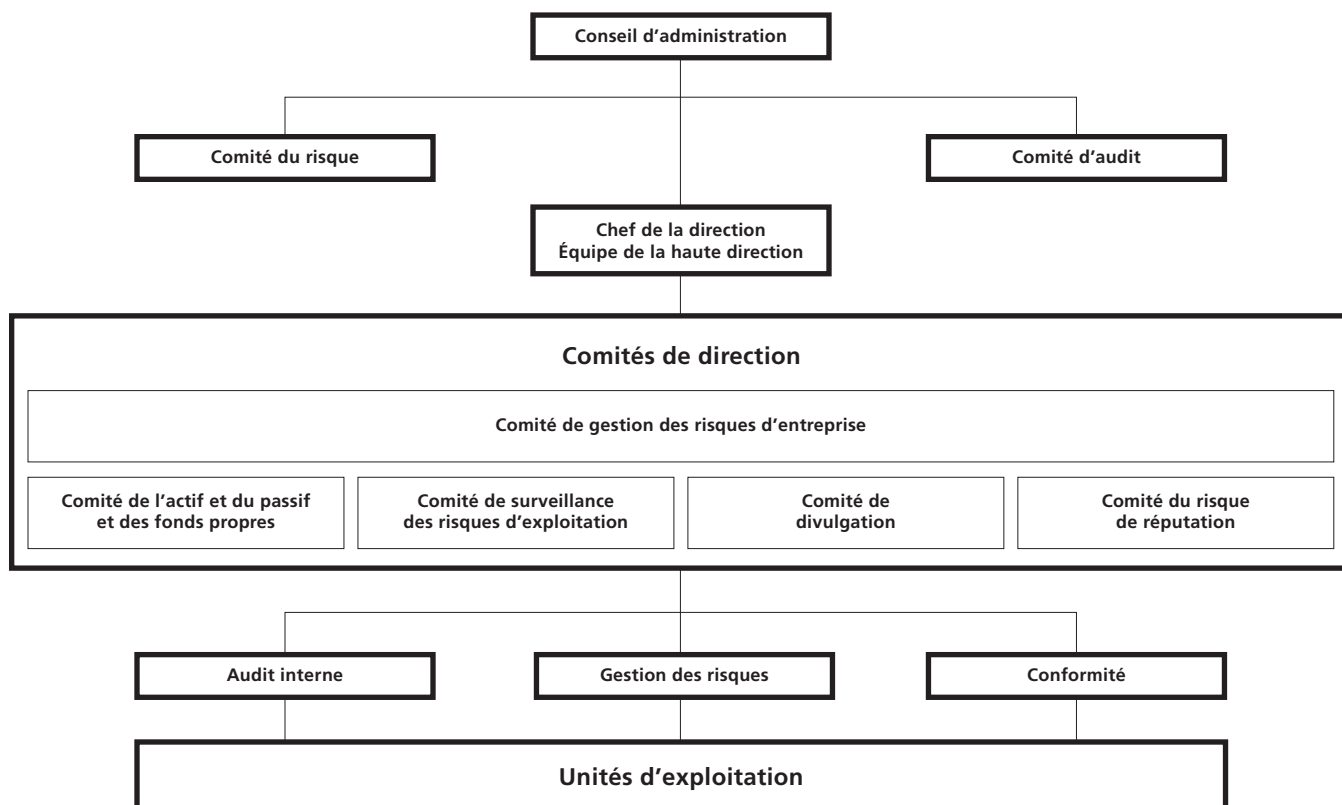 Conseil d'administration
Comité du risque
Comité d'audit
Chef de la direction
Équipe de la haute direction
Comités de direction
Comité de gestion des risques d'entreprise
Comité de l'actif et du passif
et des fonds propres
Comité de surveillance
des risques d'exploitation
Comité de
divulgation
Comité du risque
de réputation
Audit interne
Gestion des risques
Conformité
Unités d'exploitation